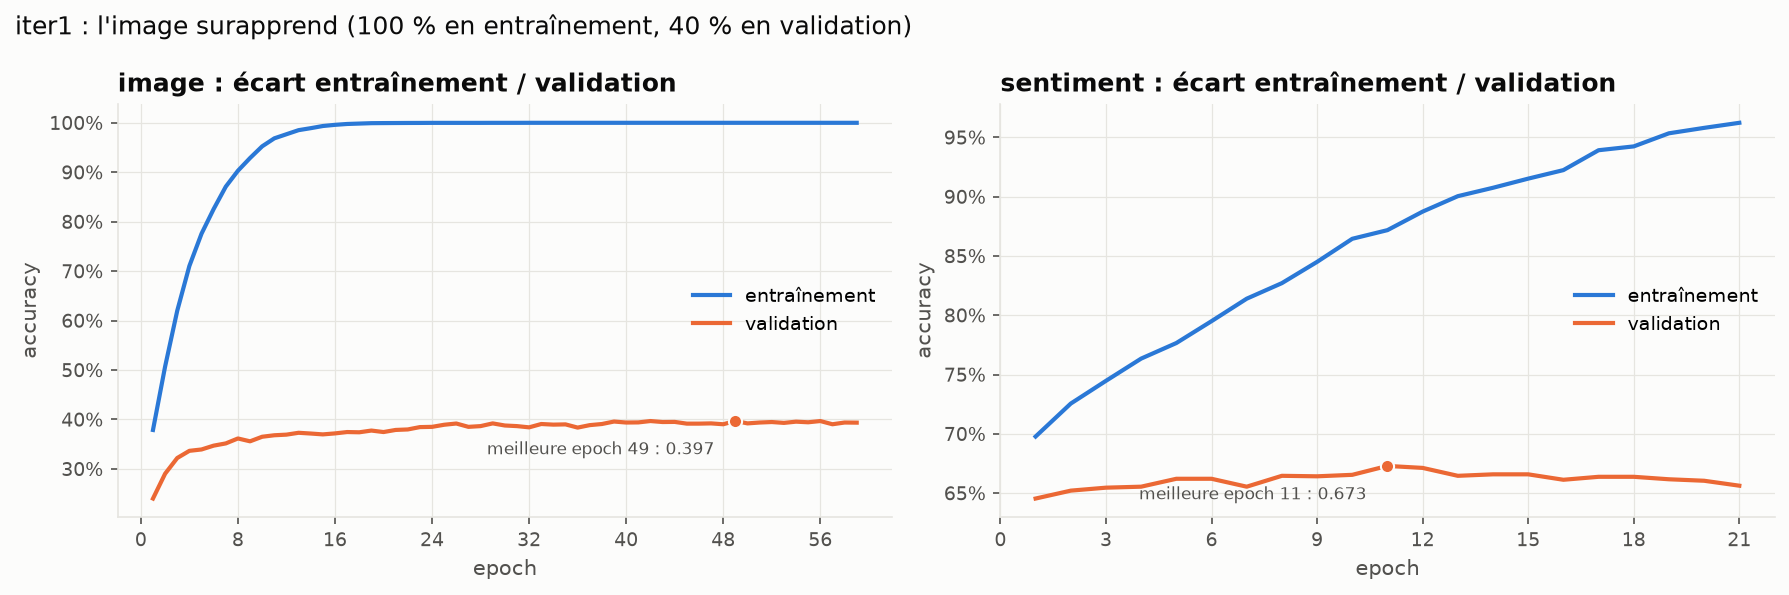 iter1 : l'image surapprend (100 % en entraînement, 40 % en validation)
image : écart entraînement / validation
100%
90%
80%
70%
60%
50%
40%
30%
accuracy
entraînement
validation
meilleure epoch 49 : 0.397
0 8 16 24 32 40 48 56
epoch
sentiment : écart entraînement / validation
95%
90%
85%
80%
75%
70%
65%
accuracy
entraînement
validation
meilleure epoch 11 : 0.673
0 3 6 9 12 15 18 21
epoch